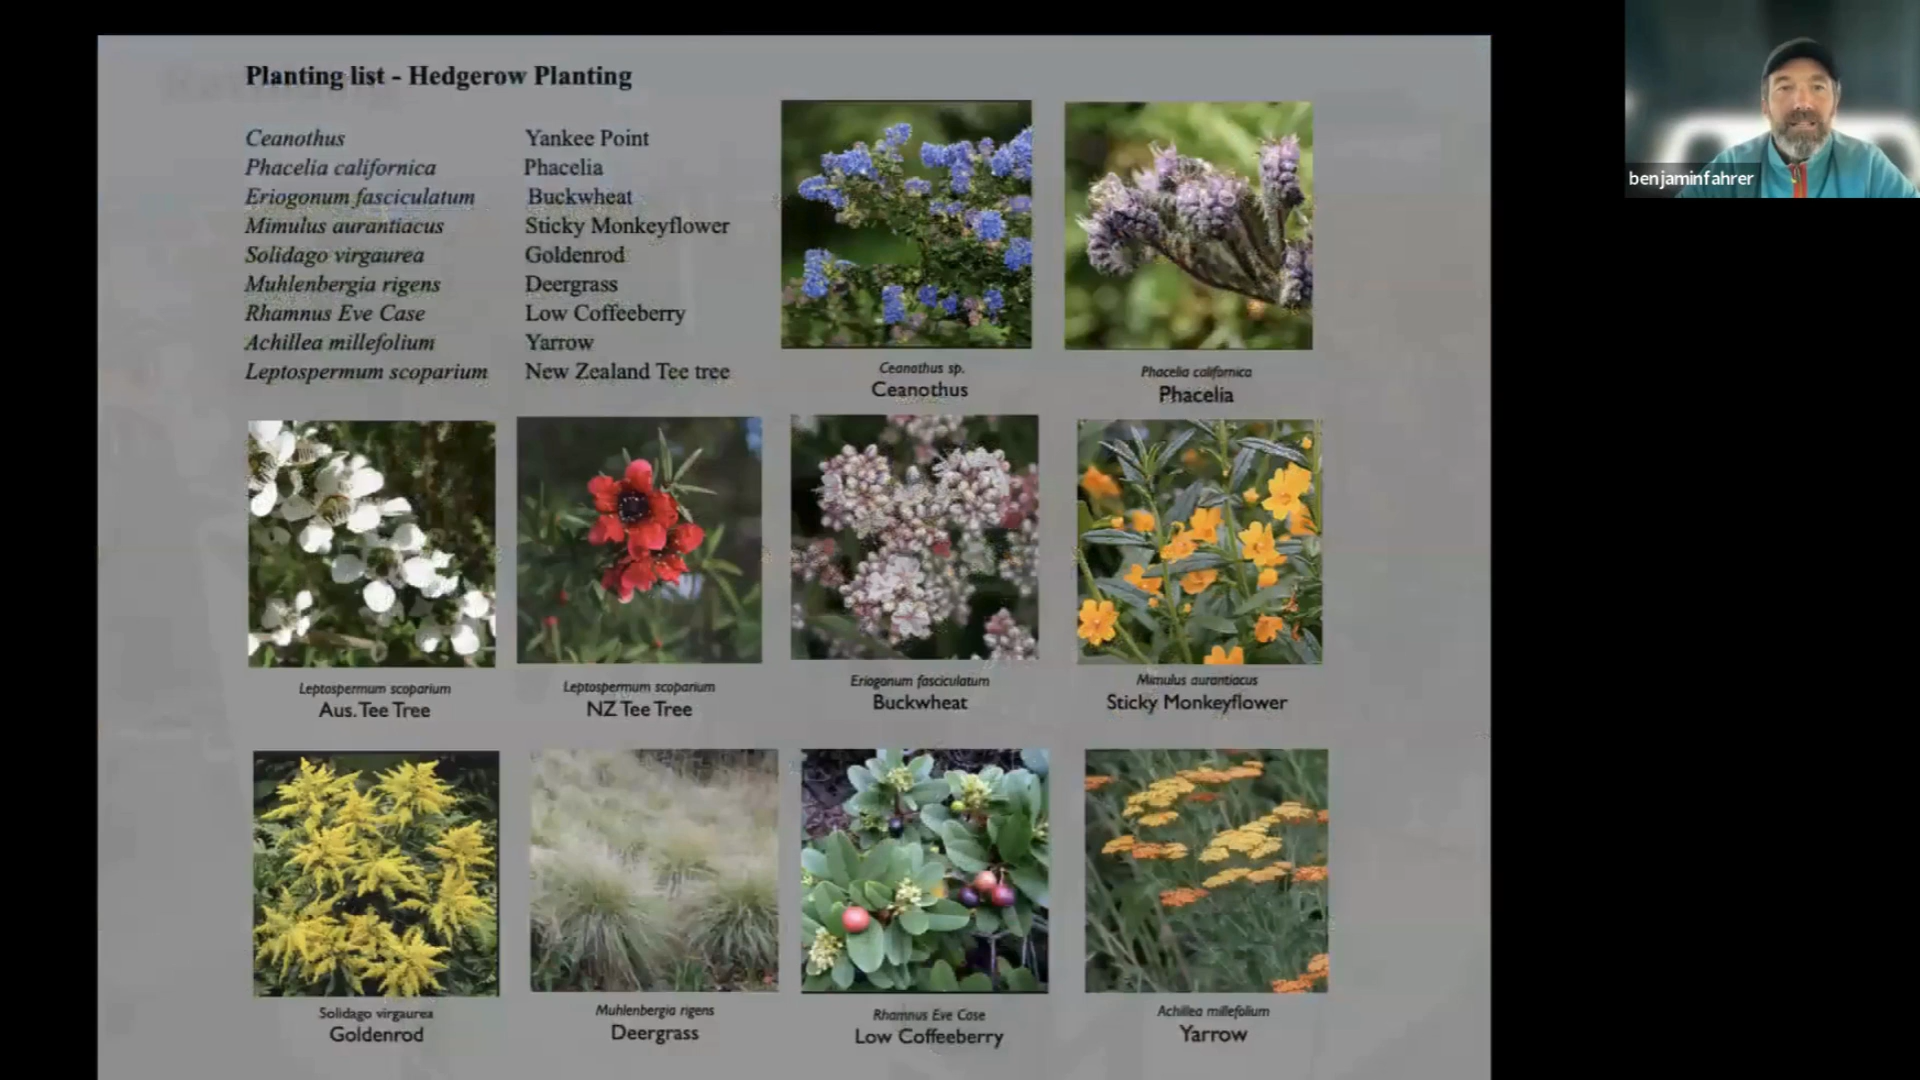 Planting list - Hedgerow Planting
Ceanothus Yankee Point
Phacelia californica Phacelia
Eriogonum fasciculatum Buckwheat
Mimulus aurantiacus Sticky Monkeyflower
Solidago virgaurea Goldenrod
Muhlenbergia rigens Deergrass
Rhamnus Eve Case Low Coffeeberry
Achillea millefolium Yarrow
Leptospermum scoparium New Zealand Tee tree
Ceanothus sp.
Ceanothus
Phacelia californica
Phacelia
Leptospermum scoparium
Aus. Tee Tree
Leptospermum scoparium
NZ Tee Tree
Eriogonum fasciculatum
Buckwheat
Mimulus aurantiacus
Sticky Monkeyflower
Solidago virgaurea
Goldenrod
Muhlenbergia rigens
Deergrass
Rhamnus Eve Case
Low Coffeeberry
Achillea millefolium
Yarrow
benjaminfahrer